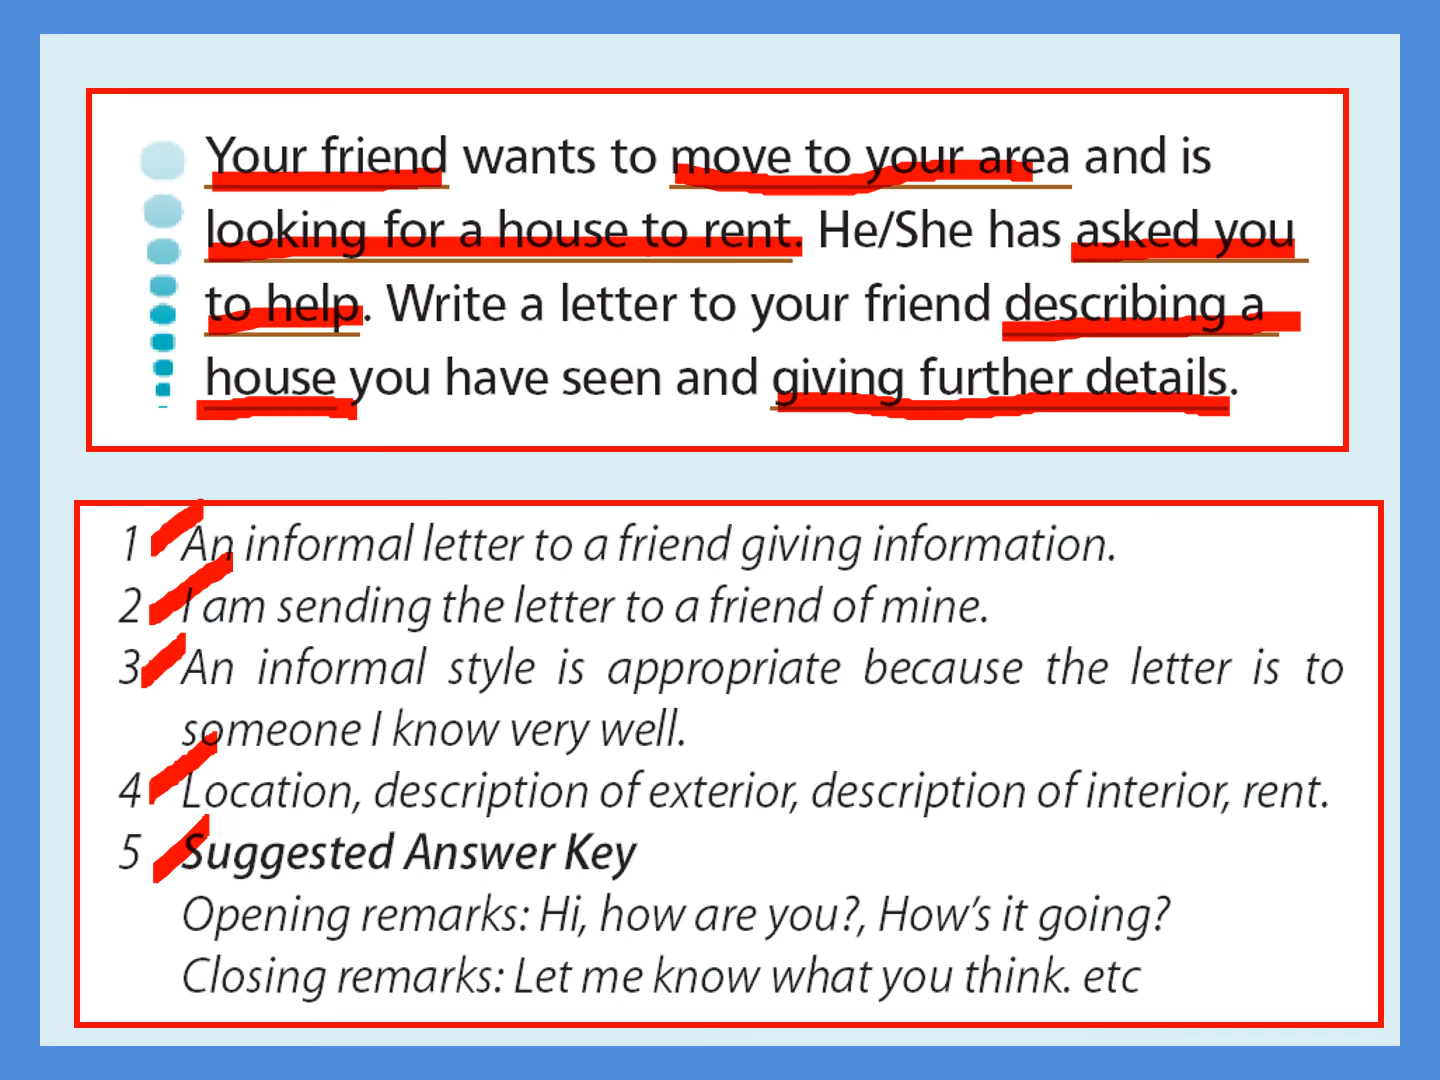 Your friend wants to move to your area and is
looking for a house to rent. He/She has asked you
to help. Write a letter to your friend describing a
house you have seen and giving further details.
1 An informal letter to a friend giving information.
2 I am sending the letter to a friend of mine.
3 An informal style is appropriate because the letter is to
someone I know very well.
4 Location, description of exterior, description of interior, rent.
5 Suggested Answer Key
Opening remarks: Hi, how are you?, How's it going?
Closing remarks: Let me know what you think. etc